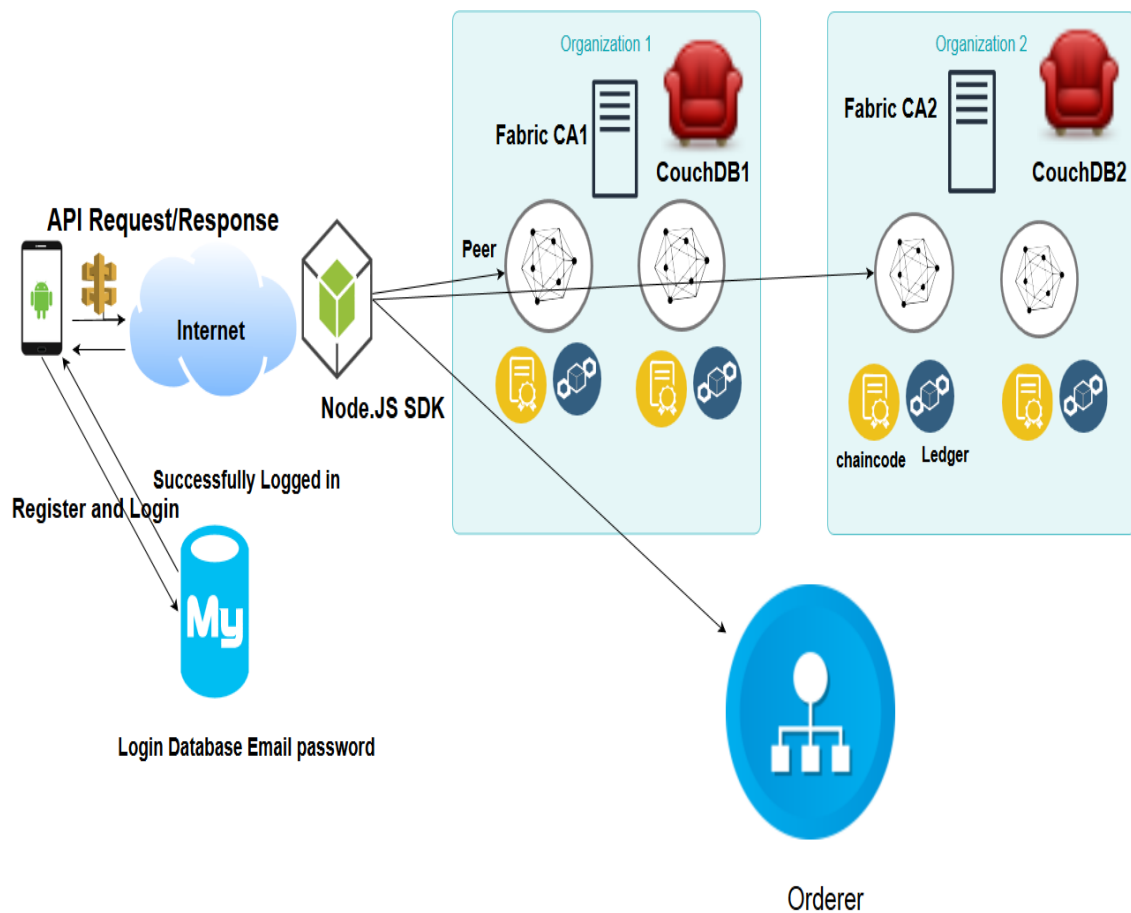 Organization 1
Organization 2
Fabric CA1
Fabric CA2
CouchDB1
CouchDB2
API Request/Response
Peer
Internet
Node.JS SDK
chaincode
Ledger
Successfully Logged in
Register and Login
My
Login Database Email password
Orderer